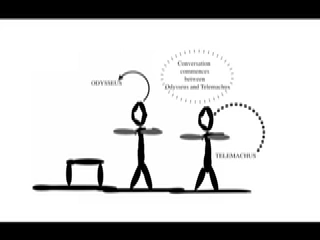 Conversation
commences
between
Odysseus and Telemachus
ODYSSEUS
TELEMACHUS